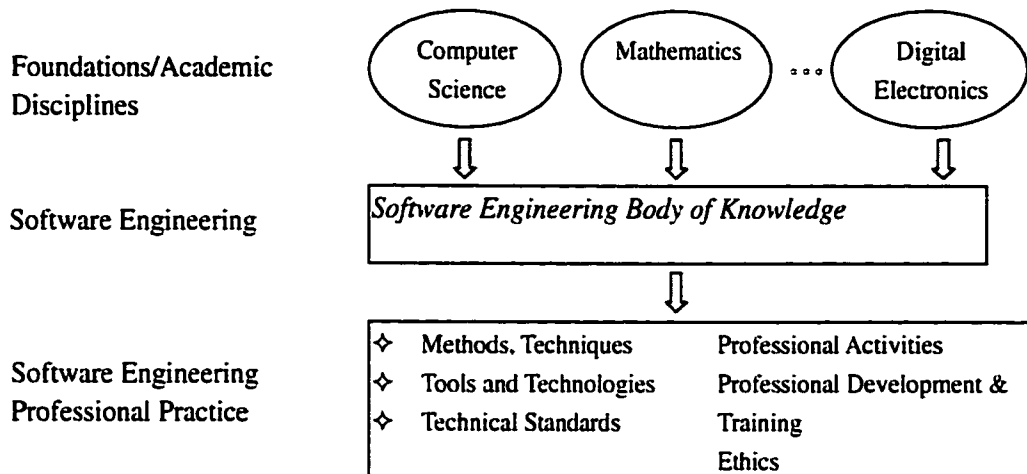 Foundations/Academic
Disciplines
Computer
Science
Mathematics
Digital
Electronics
Software Engineering
Software Engineering Body of Knowledge
Software Engineering
Professional Practice
✧ Methods, Techniques
✧ Tools and Technologies
✧ Technical Standards
Professional Activities
Professional Development &
Training
Ethics